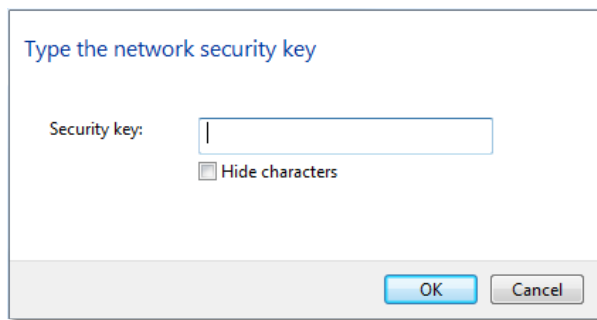 Type the network security key
Security key:
Hide characters
OK Cancel